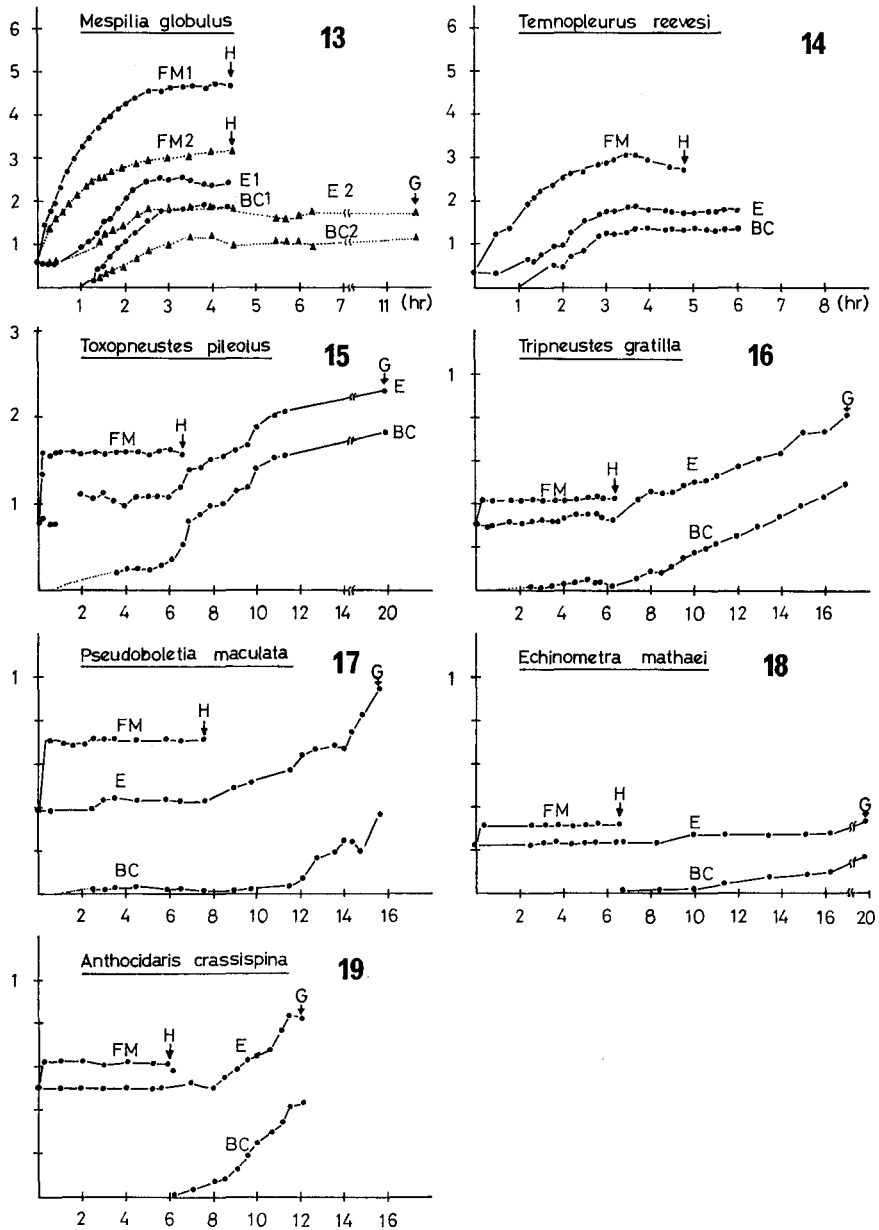 Mespilia globulus 13
6
5
4
3
2
1
FM1
H
FM2
H
E1
BC1
E2
G
BC2
1 2 3 4 5 6 7 11 (hr)
Temnopleurus reevesi 14
6
5
4
3
2
1
FM
H
E
BC
1 2 3 4 5 6 7 8 (hr)
Toxopneustes pileolus 15
3
2
1
FM
H
G
E
BC
2 4 6 8 10 12 14 20
Tripneustes gratilla 16
1
FM
H
E
G
BC
2 4 6 8 10 12 14 16
Pseudoboletia maculata 17
1
FM
H
G
E
BC
2 4 6 8 10 12 14 16
Echinometra mathaei 18
1
FM
H
E
G
BC
2 4 6 8 10 12 14 16 20
Anthocidaris crassispina 19
1
FM
H
E
G
BC
2 4 6 8 10 12 14 16